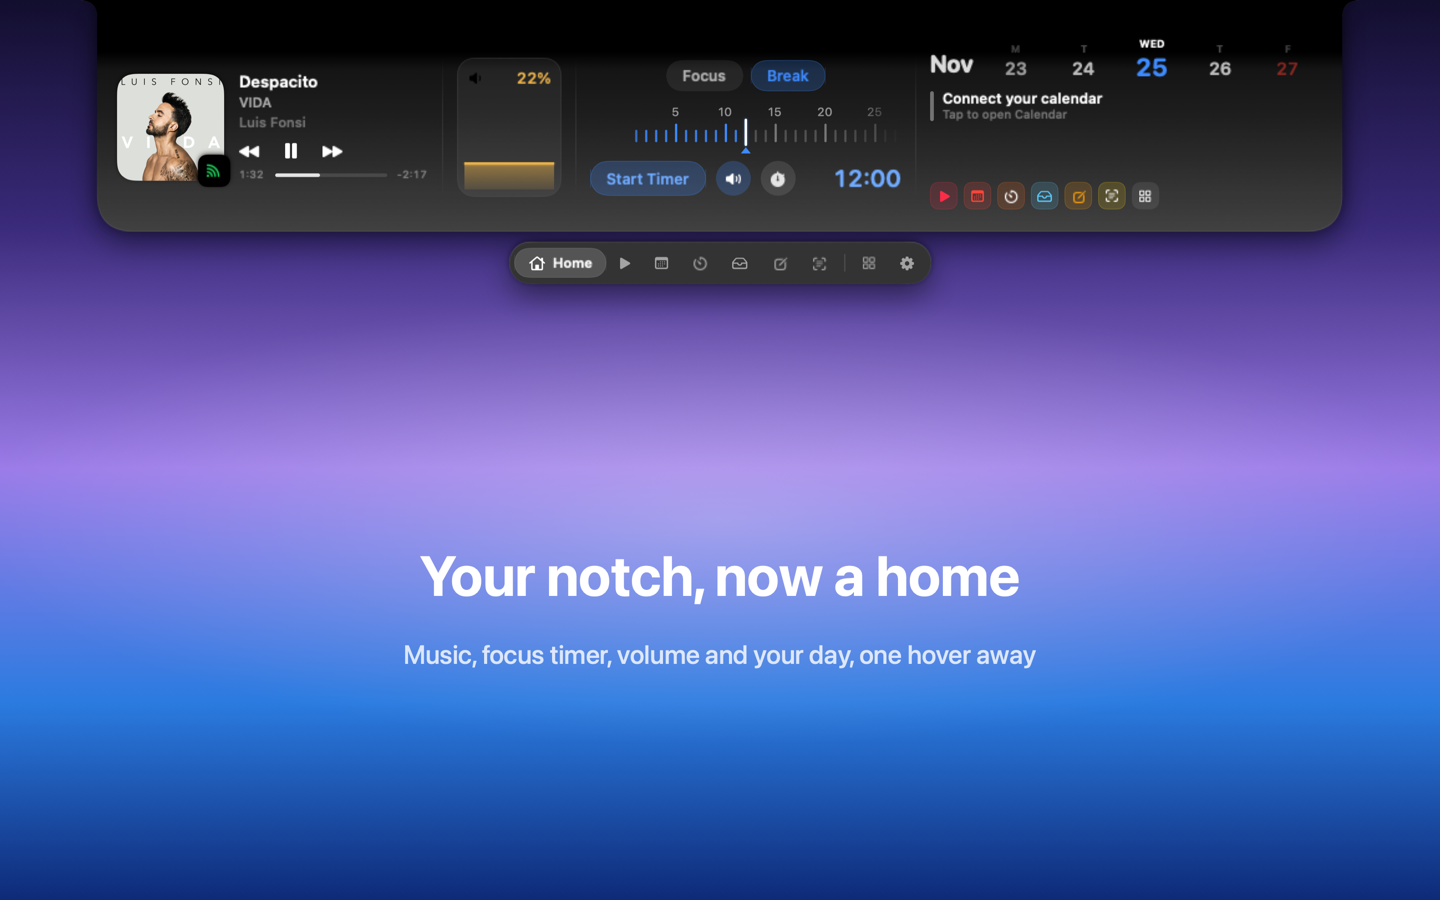 LUIS FONSI
VIDA
Despacito
VIDA
Luis Fonsi
1:32
-2:17
22%
Focus
Break
5 10 15 20 25
Start Timer
12:00
Nov
M T WED T F
23 24 25 26 27
Connect your calendar
Tap to open Calendar
Home
Your notch, now a home
Music, focus timer, volume and your day, one hover away